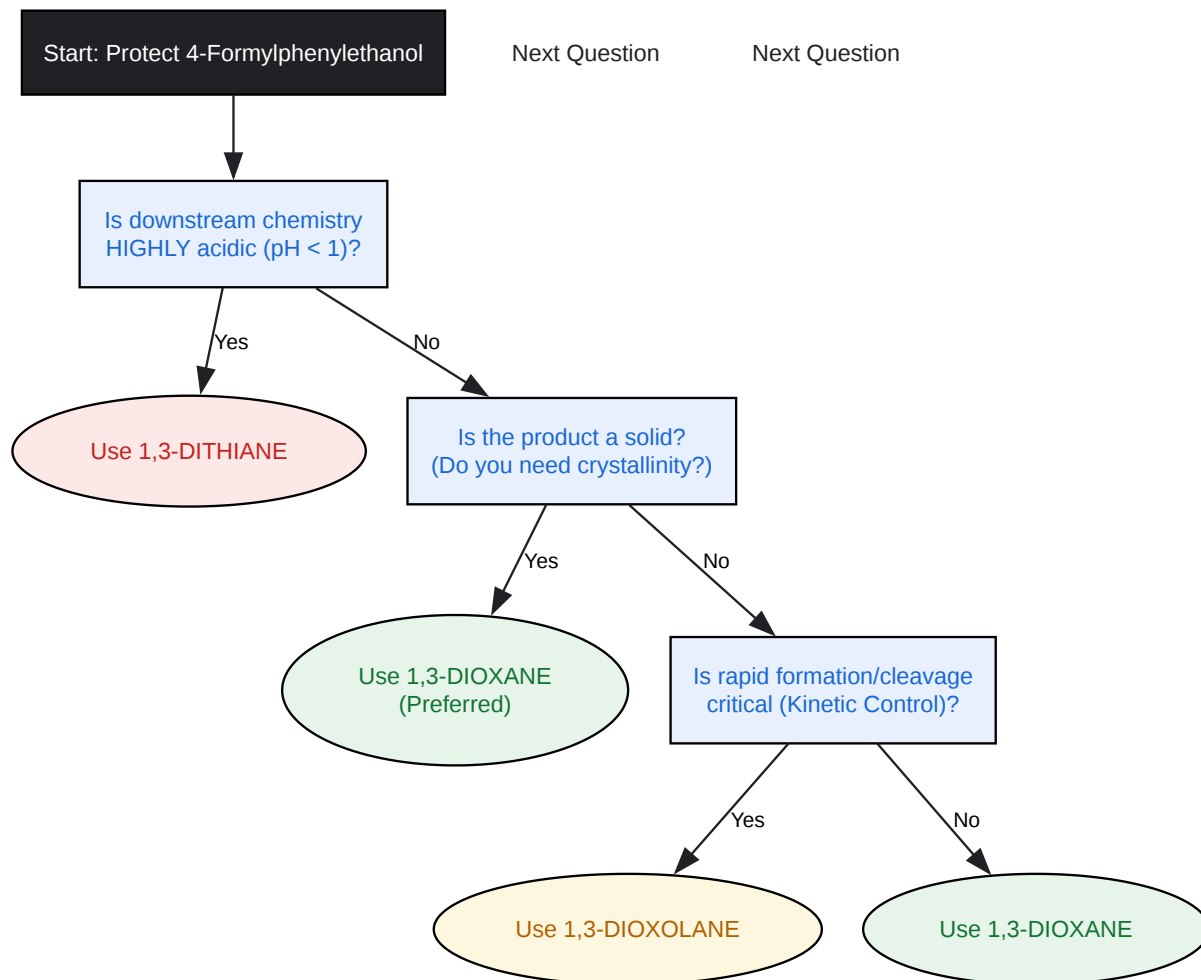 Start: Protect 4-Formylphenylethanol
Next Question
Next Question
Is downstream chemistry
HIGHLY acidic (pH < 1)?
Yes
No
Use 1,3-DITHIANE
Is the product a solid?
(Do you need crystallinity?)
Yes
No
Use 1,3-DIOXANE
(Preferred)
Is rapid formation/cleavage
critical (Kinetic Control)?
Yes
No
Use 1,3-DIOXOLANE
Use 1,3-DIOXANE